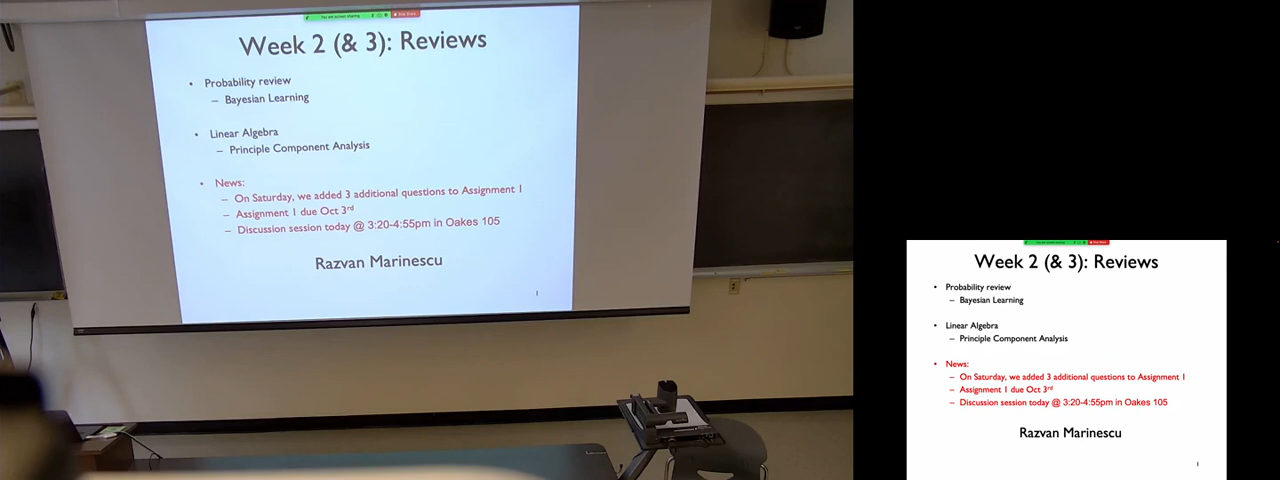 Week 2 (& 3): Reviews
• Probability review
– Bayesian Learning
• Linear Algebra
– Principle Component Analysis
• News:
– On Saturday, we added 3 additional questions to Assignment 1
– Assignment 1 due Oct 3rd
– Discussion session today @ 3:20-4:55pm in Oakes 105
Razvan Marinescu
1
Week 2 (& 3): Reviews
• Probability review
– Bayesian Learning
• Linear Algebra
– Principle Component Analysis
• News:
– On Saturday, we added 3 additional questions to Assignment 1
– Assignment 1 due Oct 3rd
– Discussion session today @ 3:20-4:55pm in Oakes 105
Razvan Marinescu
1